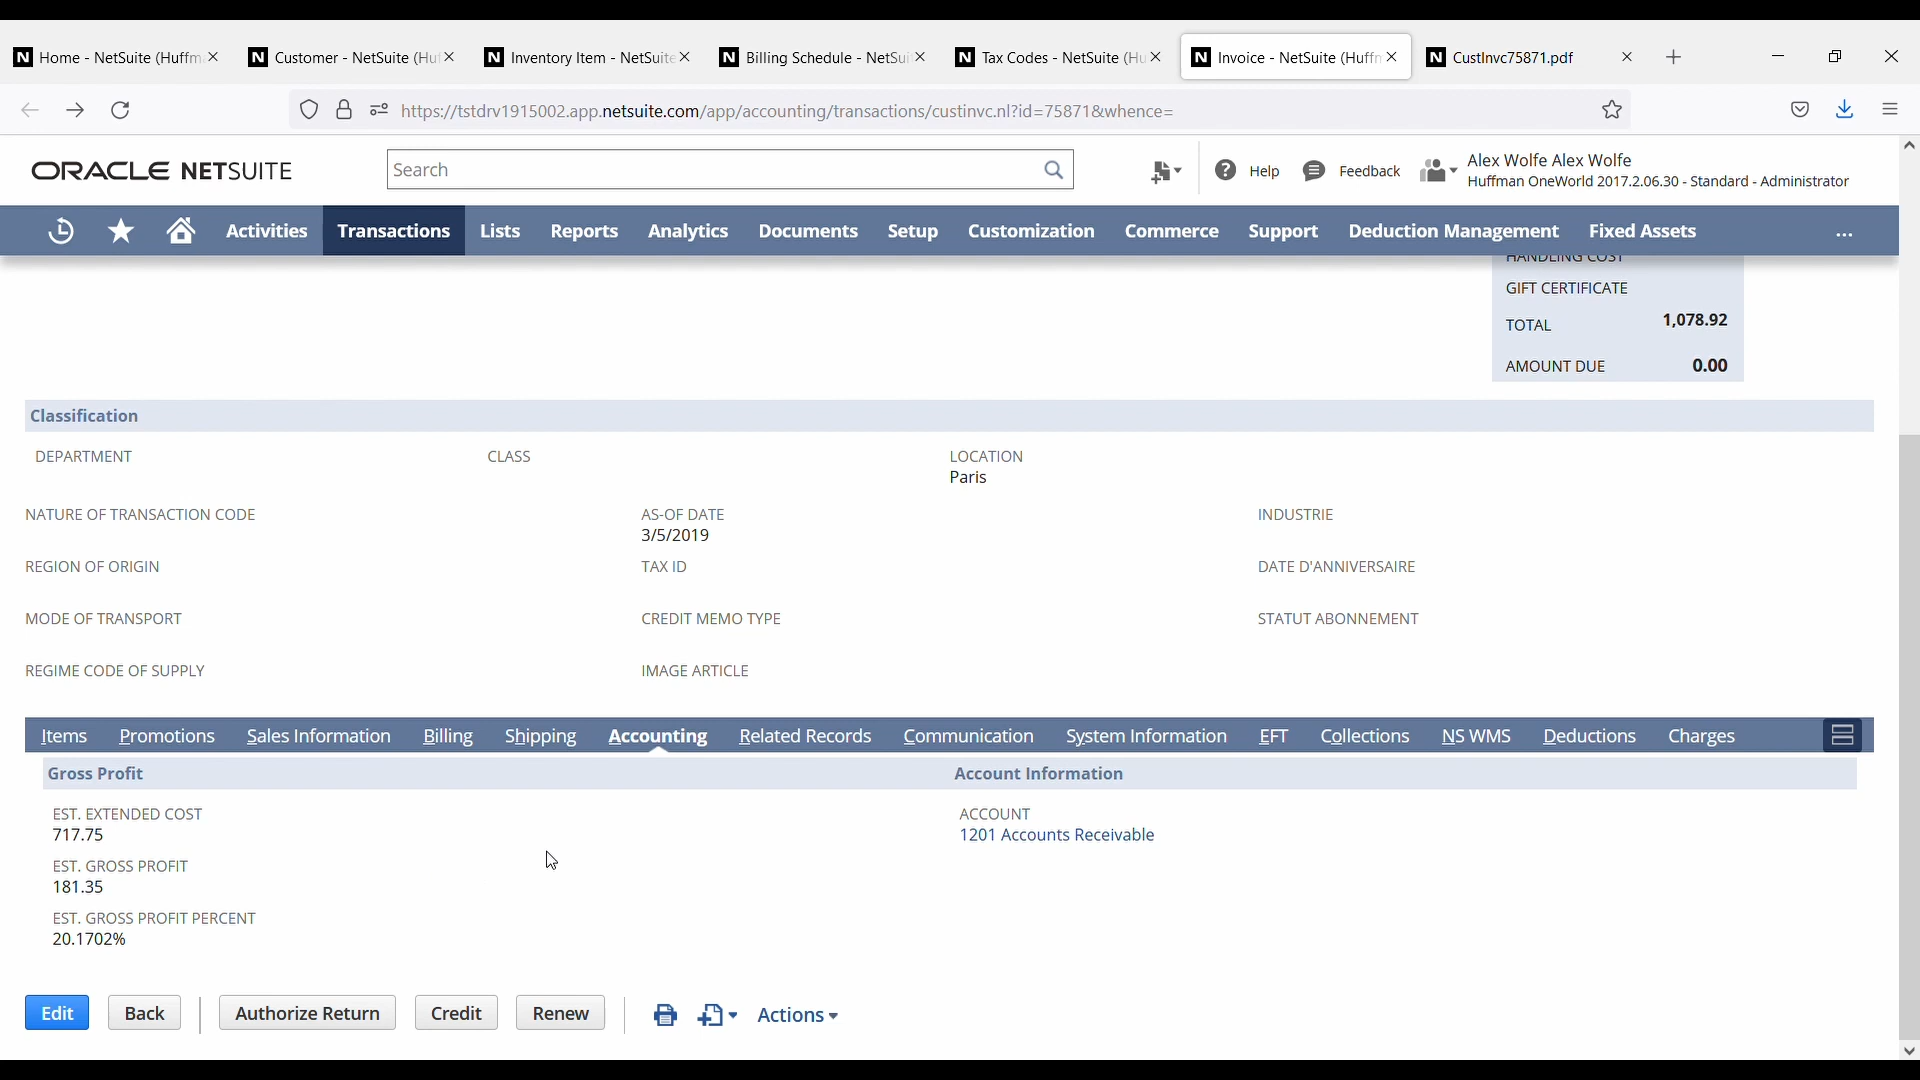 Home - NetSuite (Huffm
Customer - NetSuite (Huf
Inventory Item - NetSuite
Billing Schedule - NetSui
Tax Codes - NetSuite (Hu
Invoice - NetSuite (Huffn
CustInvc75871.pdf
https://tstdrv1915002.app.netsuite.com/app/accounting/transactions/custinvc.nl?id=75871&whence=
ORACLE NETSUITE
Search
Help
Feedback
Alex Wolfe Alex Wolfe
Huffman OneWorld 2017.2.06.30 - Standard - Administrator
Activities Transactions Lists Reports Analytics Documents Setup Customization Commerce Support Deduction Management Fixed Assets ...
HANDLING COST
GIFT CERTIFICATE
TOTAL 1,078.92
AMOUNT DUE 0.00
Classification
DEPARTMENT CLASS LOCATION
Paris
NATURE OF TRANSACTION CODE AS-OF DATE INDUSTRIE
3/5/2019
REGION OF ORIGIN TAX ID DATE D'ANNIVERSAIRE
MODE OF TRANSPORT CREDIT MEMO TYPE STATUT ABONNEMENT
REGIME CODE OF SUPPLY IMAGE ARTICLE
Items Promotions Sales Information Billing Shipping Accounting Related Records Communication System Information EFT Collections NS WMS Deductions Charges
Gross Profit Account Information
EST. EXTENDED COST ACCOUNT
717.75 1201 Accounts Receivable
EST. GROSS PROFIT
181.35
EST. GROSS PROFIT PERCENT
20.1702%
Edit Back Authorize Return Credit Renew Actions